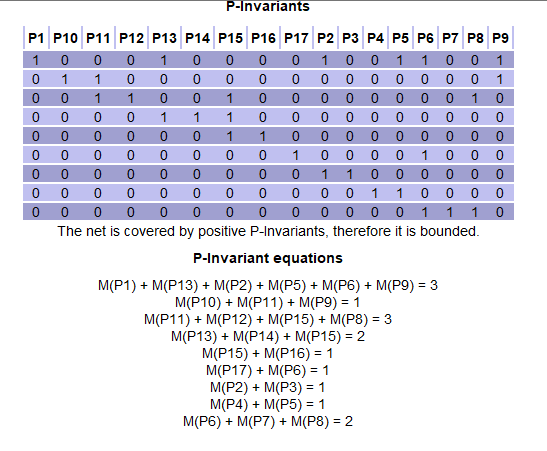 P-Invariants
P1 P10 P11 P12 P13 P14 P15 P16 P17 P2 P3 P4 P5 P6 P7 P8 P9
1 0 0 0 1 0 0 0 0 1 0 0 1 1 0 0 1
0 1 1 0 0 0 0 0 0 0 0 0 0 0 0 0 1
0 0 1 1 0 0 1 0 0 0 0 0 0 0 0 1 0
0 0 0 0 1 1 1 0 0 0 0 0 0 0 0 0 0
0 0 0 0 0 0 1 1 0 0 0 0 0 0 0 0 0
0 0 0 0 0 0 0 0 1 0 0 0 0 1 0 0 0
0 0 0 0 0 0 0 0 0 1 1 0 0 0 0 0 0
0 0 0 0 0 0 0 0 0 0 0 1 1 0 0 0 0
0 0 0 0 0 0 0 0 0 0 0 0 0 1 1 1 0
The net is covered by positive P-Invariants, therefore it is bounded.
P-Invariant equations
M(P1) + M(P13) + M(P2) + M(P5) + M(P6) + M(P9) = 3
M(P10) + M(P11) + M(P9) = 1
M(P11) + M(P12) + M(P15) + M(P8) = 3
M(P13) + M(P14) + M(P15) = 2
M(P15) + M(P16) = 1
M(P17) + M(P6) = 1
M(P2) + M(P3) = 1
M(P4) + M(P5) = 1
M(P6) + M(P7) + M(P8) = 2